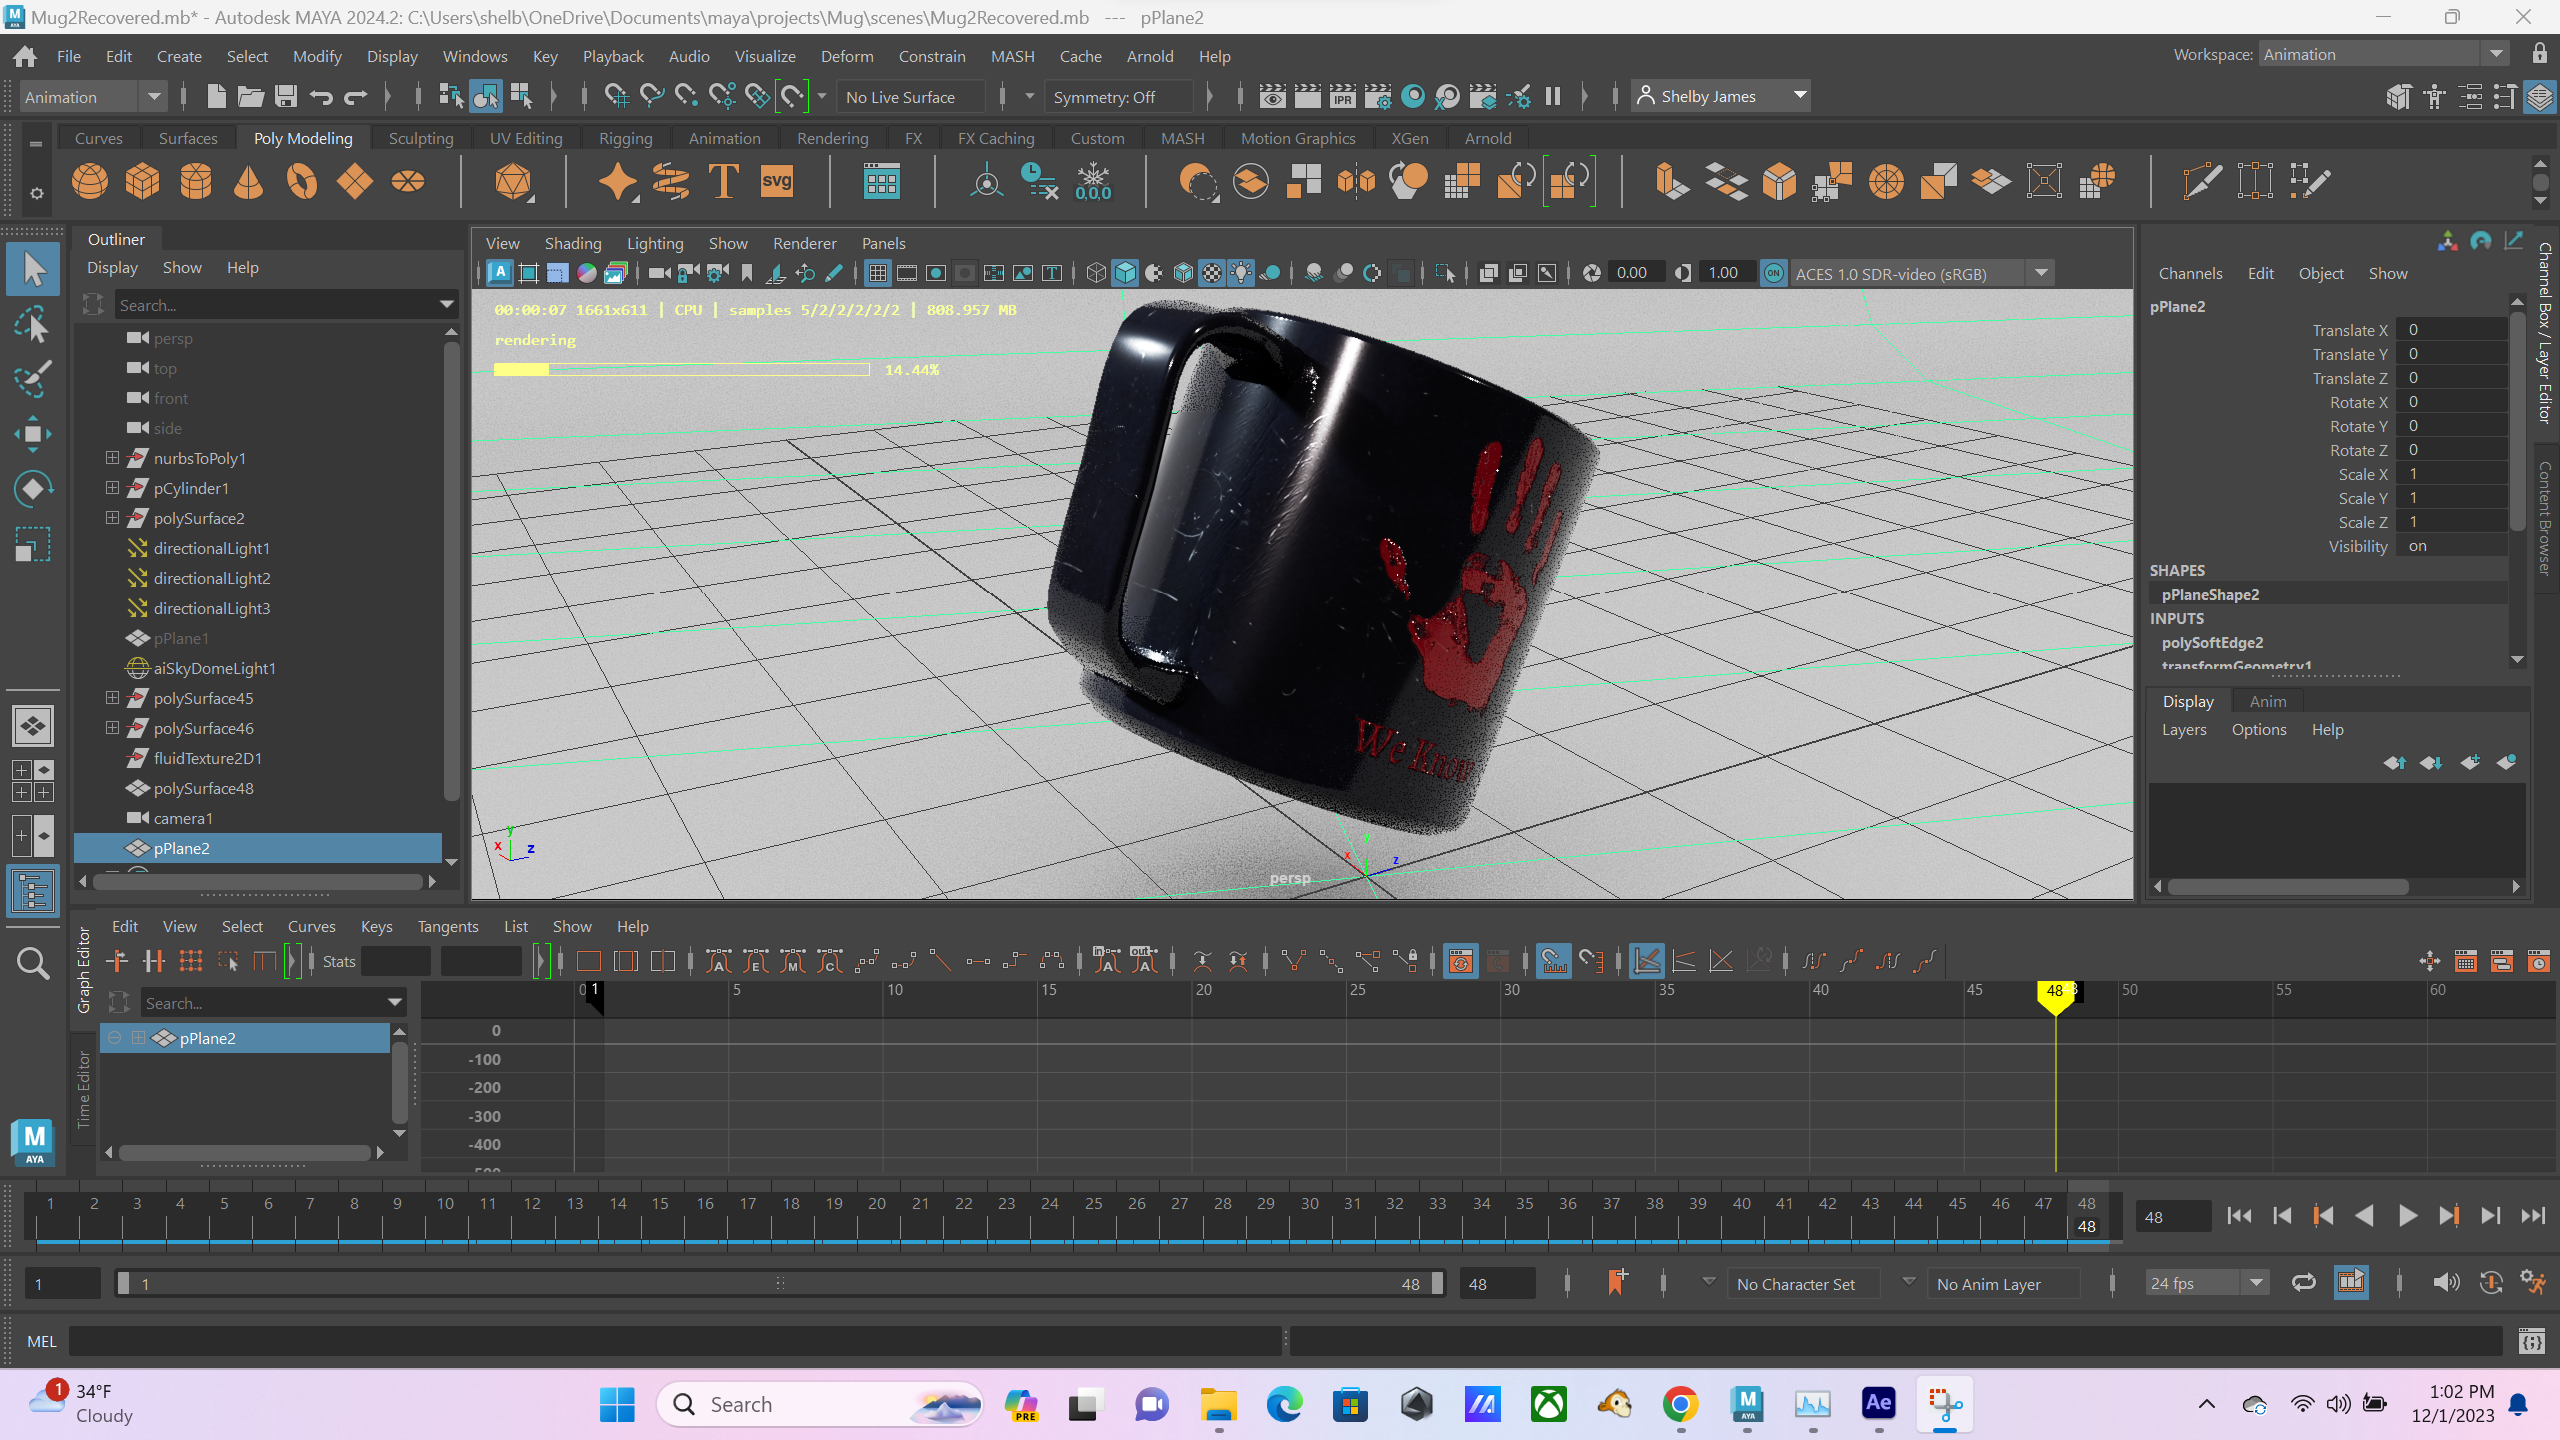 Mug2Recovered.mb* - Autodesk MAYA 2024.2: C:\Users\shelb\OneDrive\Documents\maya\projects\Mug\scenes\Mug2Recovered.mb --- pPlane2
File Edit Create Select Modify Display Windows Key Playback Audio Visualize Deform Constrain MASH Cache Arnold Help
Workspace: Animation
Animation
No Live Surface
Symmetry: Off
IPR
Shelby James
Curves Surfaces Poly Modeling Sculpting UV Editing Rigging Animation Rendering FX FX Caching Custom MASH Motion Graphics XGen Arnold
T svg 0,0,0
Outliner
Display Show Help
Search...
persp
top
front
side
nurbsToPoly1
pCylinder1
polySurface2
directionalLight1
directionalLight2
directionalLight3
pPlane1
aiSkyDomeLight1
polySurface45
polySurface46
fluidTexture2D1
polySurface48
camera1
pPlane2
View Shading Lighting Show Renderer Panels
0.00 1.00 ON ACES 1.0 SDR-video (sRGB)
00:00:07 1661x611 | CPU | samples 5/2/2/2/2/2 | 808.957 MB
rendering
14.44%
We Know
y
x z
y
x z
persp
Channels Edit Object Show
pPlane2
Translate X 0
Translate Y 0
Translate Z 0
Rotate X 0
Rotate Y 0
Rotate Z 0
Scale X 1
Scale Y 1
Scale Z 1
Visibility on
SHAPES
pPlaneShape2
INPUTS
polySoftEdge2
transformGeometry1
Display Anim
Layers Options Help
Channel Box / Layer Editor
Content Browser
Graph Editor
Time Editor
Edit View Select Curves Keys Tangents List Show Help
Stats
Search...
pPlane2
0 1 5 10 15 20 25 30 35 40 45 48 50 55 60
0
-100
-200
-300
-400
-500
1 2 3 4 5 6 7 8 9 10 11 12 13 14 15 16 17 18 19 20 21 22 23 24 25 26 27 28 29 30 31 32 33 34 35 36 37 38 39 40 41 42 43 44 45 46 47 48
48
48
1 1 48 48
No Character Set
No Anim Layer
24 fps
MEL
M
AYA
1
34°F
Cloudy
Search
PRE
M
AYA
Ae
1:02 PM
12/1/2023